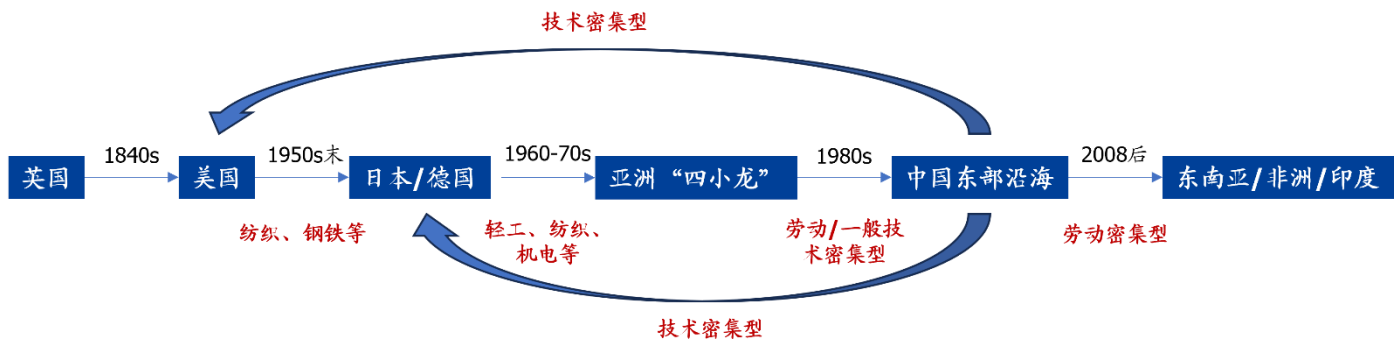 技术密集型
1840s
1950s末
1960-70s
1980s
2008后
英国
美国
日本/德国
亚洲“四小龙”
中国东部沿海
东南亚/非洲/印度
纺织、钢铁等
轻工、纺织、
机电等
劳动/一般技
术密集型
劳动密集型
技术密集型